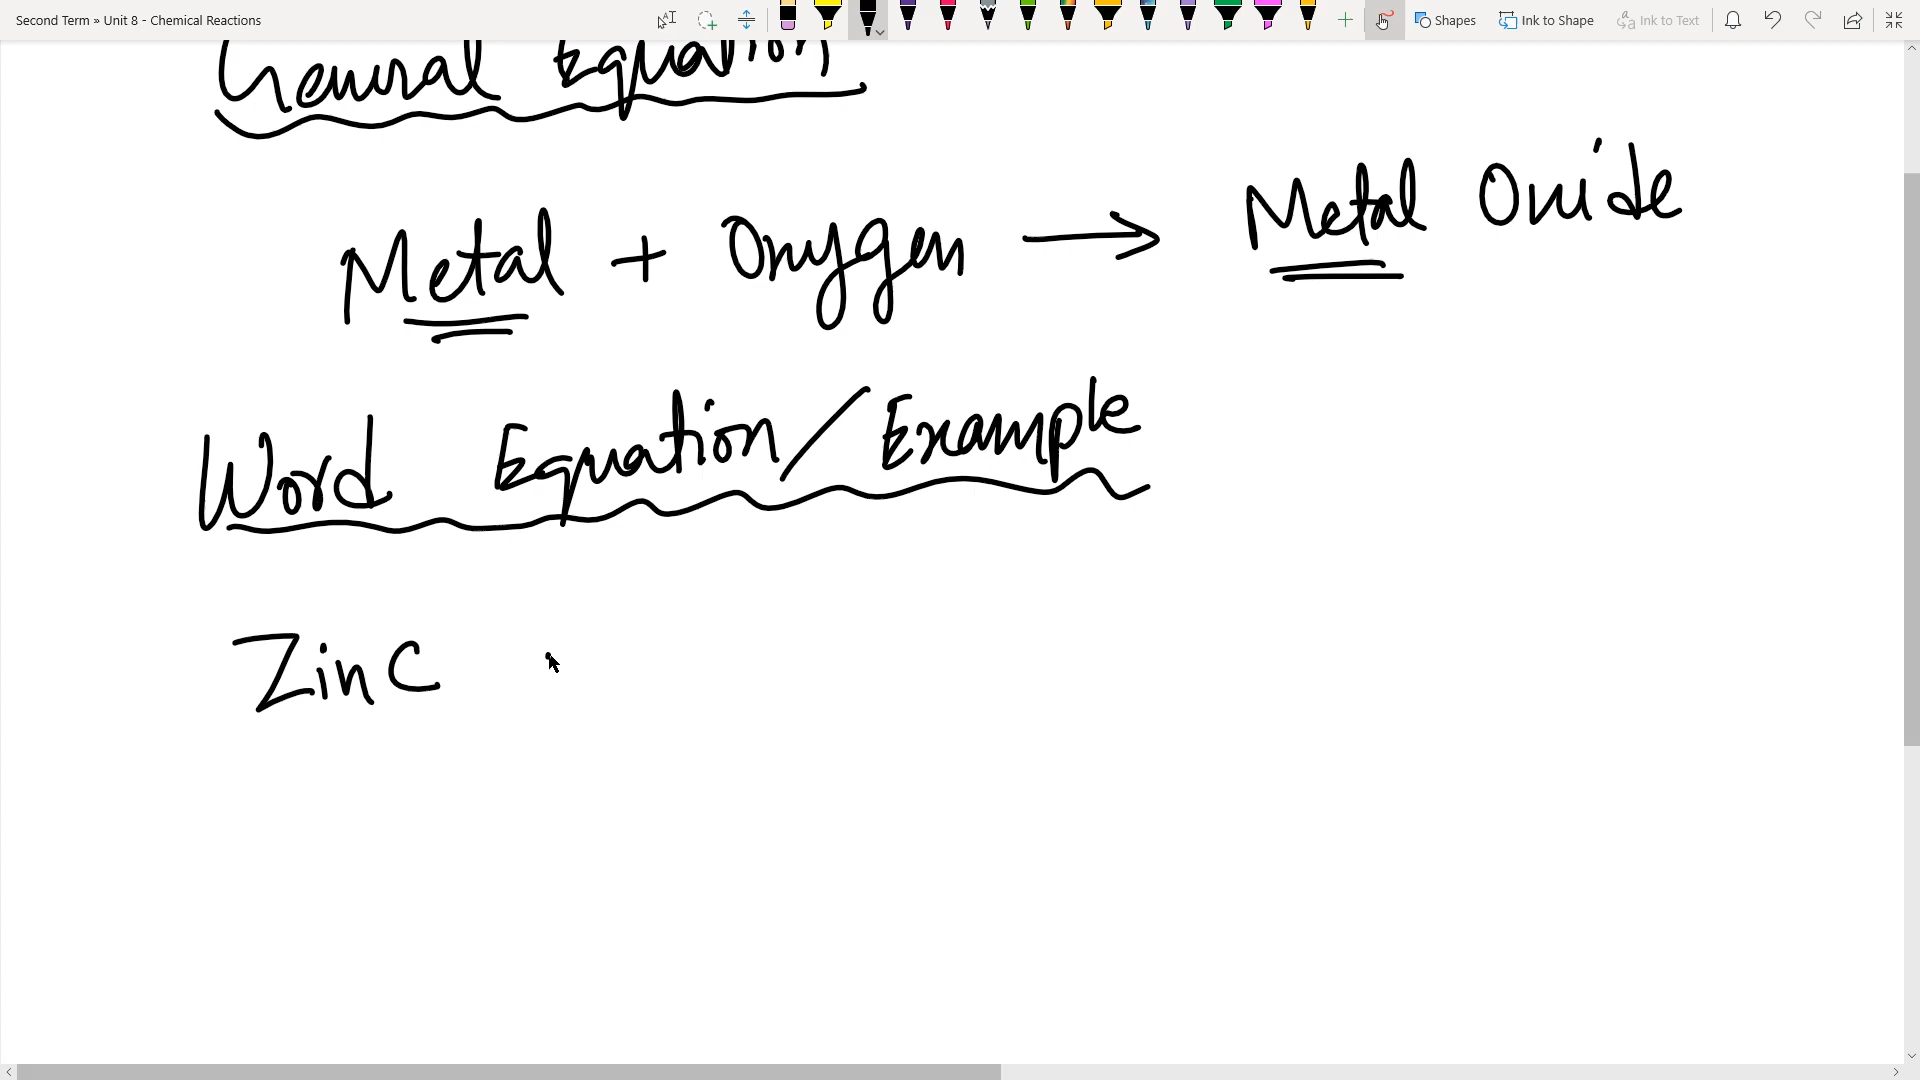 Second Term » Unit 8 - Chemical Reactions
Shapes Ink to Shape Ink to Text
General Equation
Metal + Oxygen → Metal Oxide
Word Equation/Example
Zinc